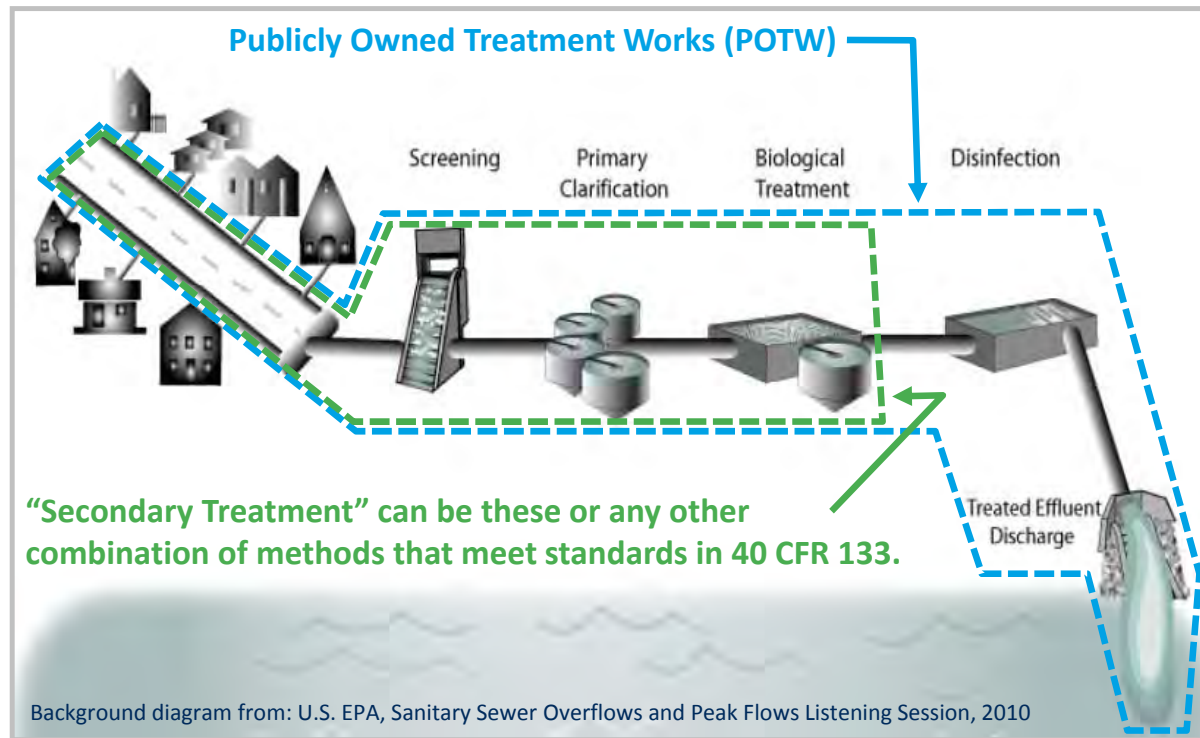 Publicly Owned Treatment Works (POTW)
Screening
Primary
Clarification
Biological
Treatment
Disinfection
“Secondary Treatment” can be these or any other
combination of methods that meet standards in 40 CFR 133.
Treated Effluent
Discharge
Background diagram from: U.S. EPA, Sanitary Sewer Overflows and Peak Flows Listening Session, 2010